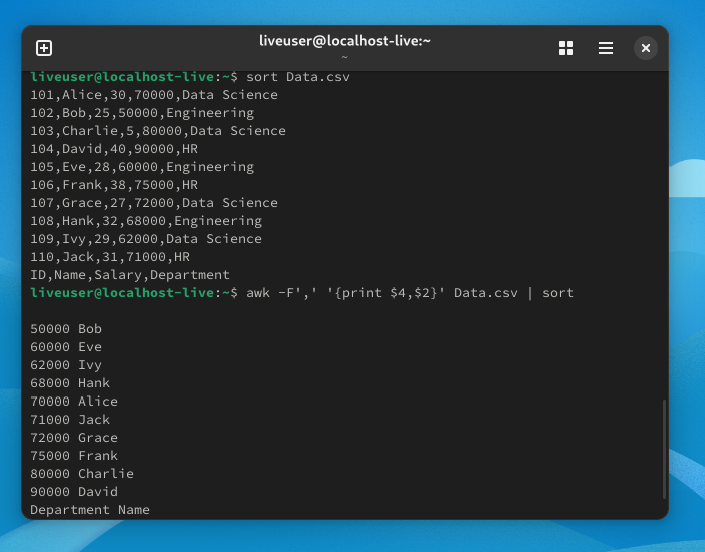 liveuser@localhost-live:~
~
liveuser@localhost-live:~$ sort Data.csv
101,Alice,30,70000,Data Science
102,Bob,25,50000,Engineering
103,Charlie,5,80000,Data Science
104,David,40,90000,HR
105,Eve,28,60000,Engineering
106,Frank,38,75000,HR
107,Grace,27,72000,Data Science
108,Hank,32,68000,Engineering
109,Ivy,29,62000,Data Science
110,Jack,31,71000,HR
ID,Name,Salary,Department
liveuser@localhost-live:~$ awk -F',' '{print $4,$2}' Data.csv | sort
50000 Bob
60000 Eve
62000 Ivy
68000 Hank
70000 Alice
71000 Jack
72000 Grace
75000 Frank
80000 Charlie
90000 David
Department Name